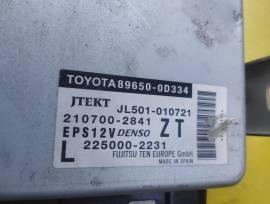 TOYOTA 89650-0D334
JTEKT JL501-010721
210700-2841 ZT
EPS12V DENSO
L 225000-2231
FUJITSU TEN EUROPE GmbH
MADE IN SPAIN